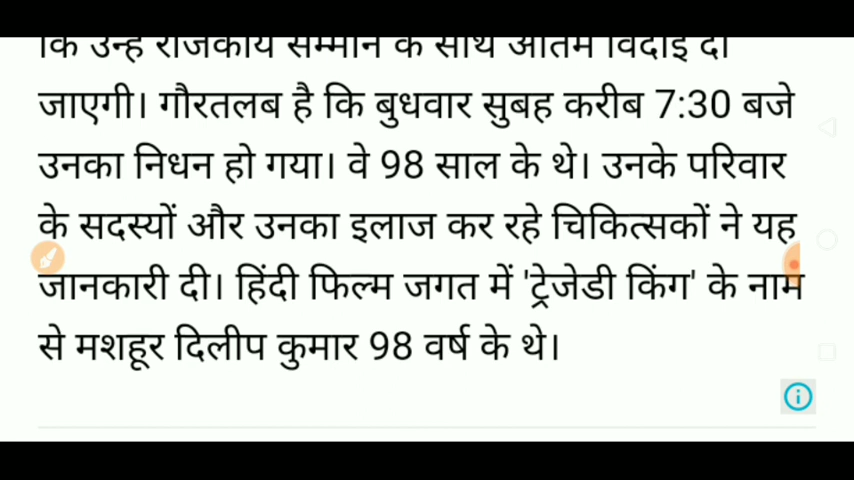 कि उन्हें राजकीय सम्मान के साथ अंतिम विदाई दी
जाएगी। गौरतलब है कि बुधवार सुबह करीब 7:30 बजे
उनका निधन हो गया। वे 98 साल के थे। उनके परिवार
के सदस्यों और उनका इलाज कर रहे चिकित्सकों ने यह
जानकारी दी। हिंदी फिल्म जगत में 'ट्रेजेडी किंग' के नाम
से मशहूर दिलीप कुमार 98 वर्ष के थे।